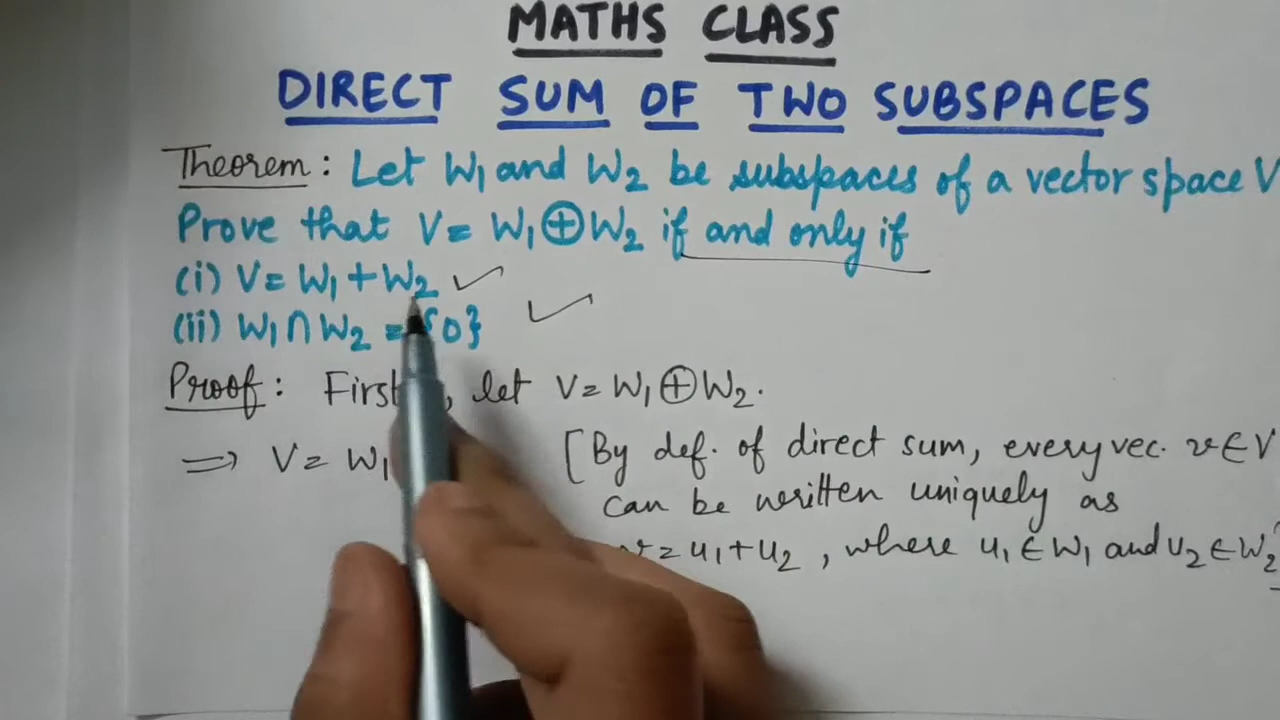 MATHS CLASS
DIRECT SUM OF TWO SUBSPACES
Theorem: Let W₁ and W₂ be subspaces of a vector space V
Prove that V = W₁⊕W₂ if and only if
(i) V = W₁+W₂ ✓
(ii) W₁∩W₂ = {0} ✓
Proof: First, let V = W₁⊕W₂.
⇒ V = W₁ [By def. of direct sum, every vec. v∈V
can be written uniquely as
v = u₁+u₂, where u₁∈W₁ and u₂∈W₂